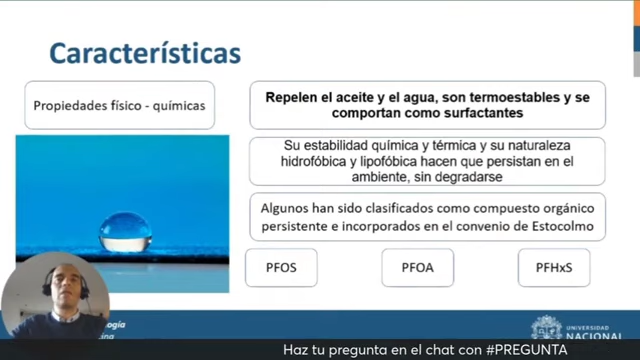 Características
Propiedades físico - químicas
Repelen el aceite y el agua, son termoestables y se
comportan como surfactantes
Su estabilidad química y térmica y su naturaleza
hidrofóbica y lipofóbica hacen que persistan en el
ambiente, sin degradarse
Algunos han sido clasificados como compuesto orgánico
persistente e incorporados en el convenio de Estocolmo
PFOS
PFOA
PFHxS
UNIVERSIDAD
NACIONAL
Haz tu pregunta en el chat con #PREGUNTA